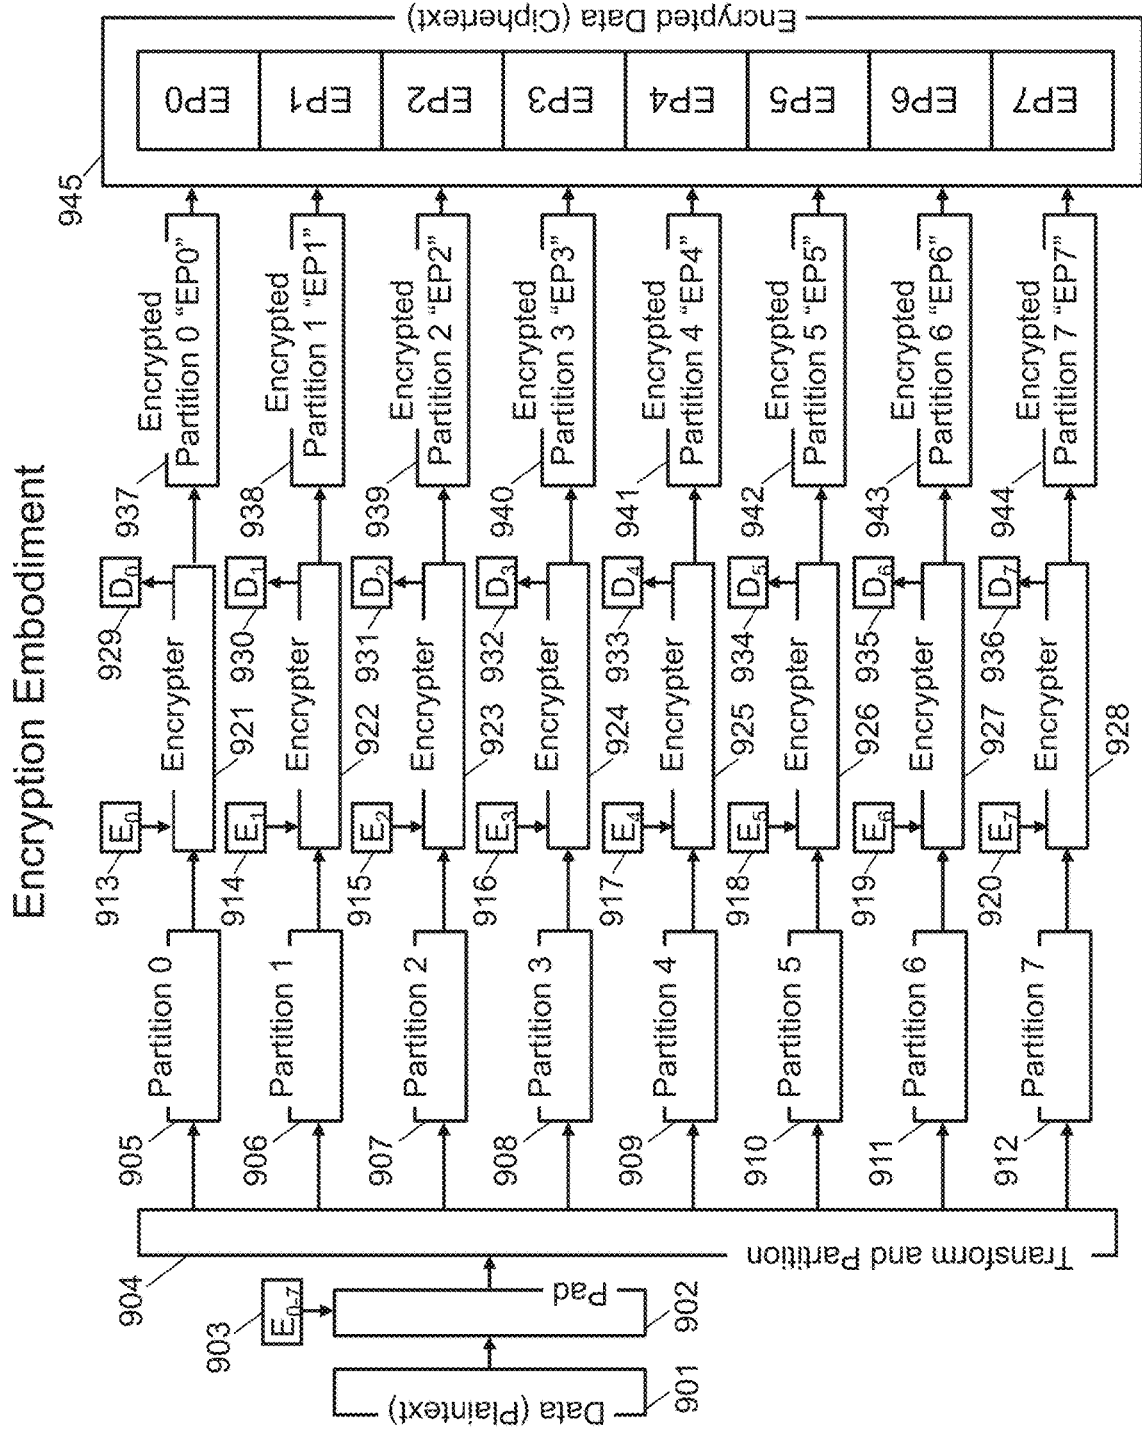 Encryption Embodiment
901
Data (Plaintext)
902
Pad
903
E0-7
904
Transform and Partition
905
Partition 0
913
E0
Encrypter
921
929
D0
937
Encrypted
Partition 0 “EP0”
906
Partition 1
914
E1
Encrypter
922
930
D1
938
Encrypted
Partition 1 “EP1”
907
Partition 2
915
E2
Encrypter
923
931
D2
939
Encrypted
Partition 2 “EP2”
908
Partition 3
916
E3
Encrypter
924
932
D3
940
Encrypted
Partition 3 “EP3”
909
Partition 4
917
E4
Encrypter
925
933
D4
941
Encrypted
Partition 4 “EP4”
910
Partition 5
918
E5
Encrypter
926
934
D5
942
Encrypted
Partition 5 “EP5”
911
Partition 6
919
E6
Encrypter
927
935
D6
943
Encrypted
Partition 6 “EP6”
912
Partition 7
920
E7
Encrypter
928
936
D7
944
Encrypted
Partition 7 “EP7”
945
EP0
EP1
EP2
EP3
EP4
EP5
EP6
EP7
Encrypted Data (Ciphertext)